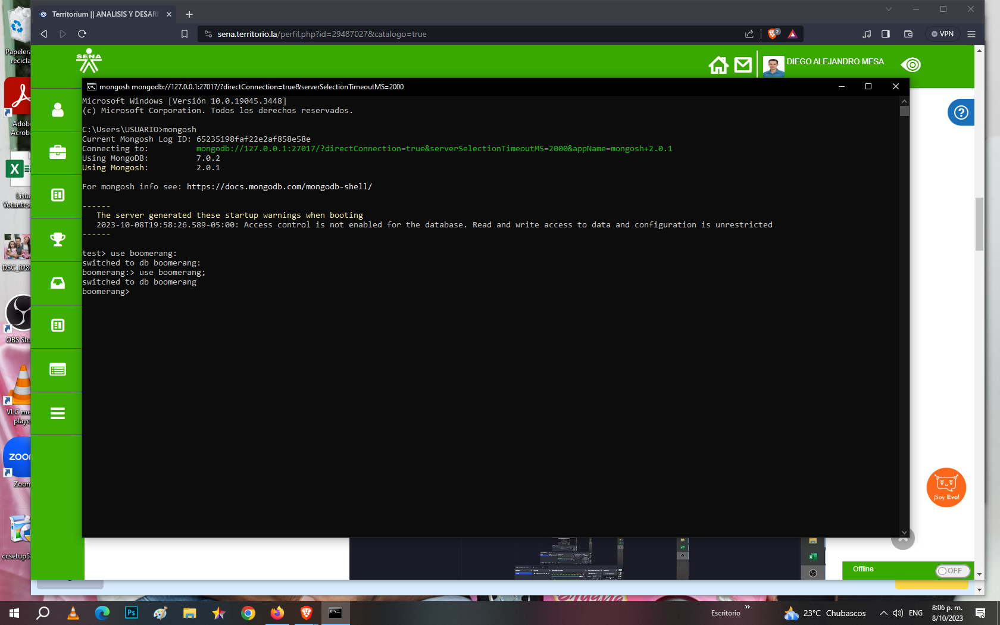 Territorium || ANALISIS Y DESAR
sena.territorio.la/perfil.php?id=29487027&catalogo=true
2
VPN
SENA
DIEGO ALEJANDRO MESA
mongosh mongodb://127.0.0.1:27017/?directConnection=true&serverSelectionTimeoutMS=2000
Microsoft Windows [Versión 10.0.19045.3448]
(c) Microsoft Corporation. Todos los derechos reservados.
C:\Users\USUARIO>mongosh
Current Mongosh Log ID: 65235198faf22e2af858e58e
Connecting to:          mongodb://127.0.0.1:27017/?directConnection=true&serverSelectionTimeoutMS=2000&appName=mongosh+2.0.1
Using MongoDB:          7.0.2
Using Mongosh:          2.0.1
For mongosh info see: https://docs.mongodb.com/mongodb-shell/
------
The server generated these startup warnings when booting
2023-10-08T19:58:26.589-05:00: Access control is not enabled for the database. Read and write access to data and configuration is unrestricted
------
test> use boomerang:
switched to db boomerang:
boomerang:> use boomerang;
switched to db boomerang
boomerang>
Papelera
recicla
Adob
Acroba
Lista
Votantes
DSC_028
OBS Stu
VLC me
playe
zoom
Zoom
ccsetup5
¡Soy Eva!
Offline
OFF
Ps
Escritorio
23°C Chubascos
ENG
8:06 p. m.
8/10/2023